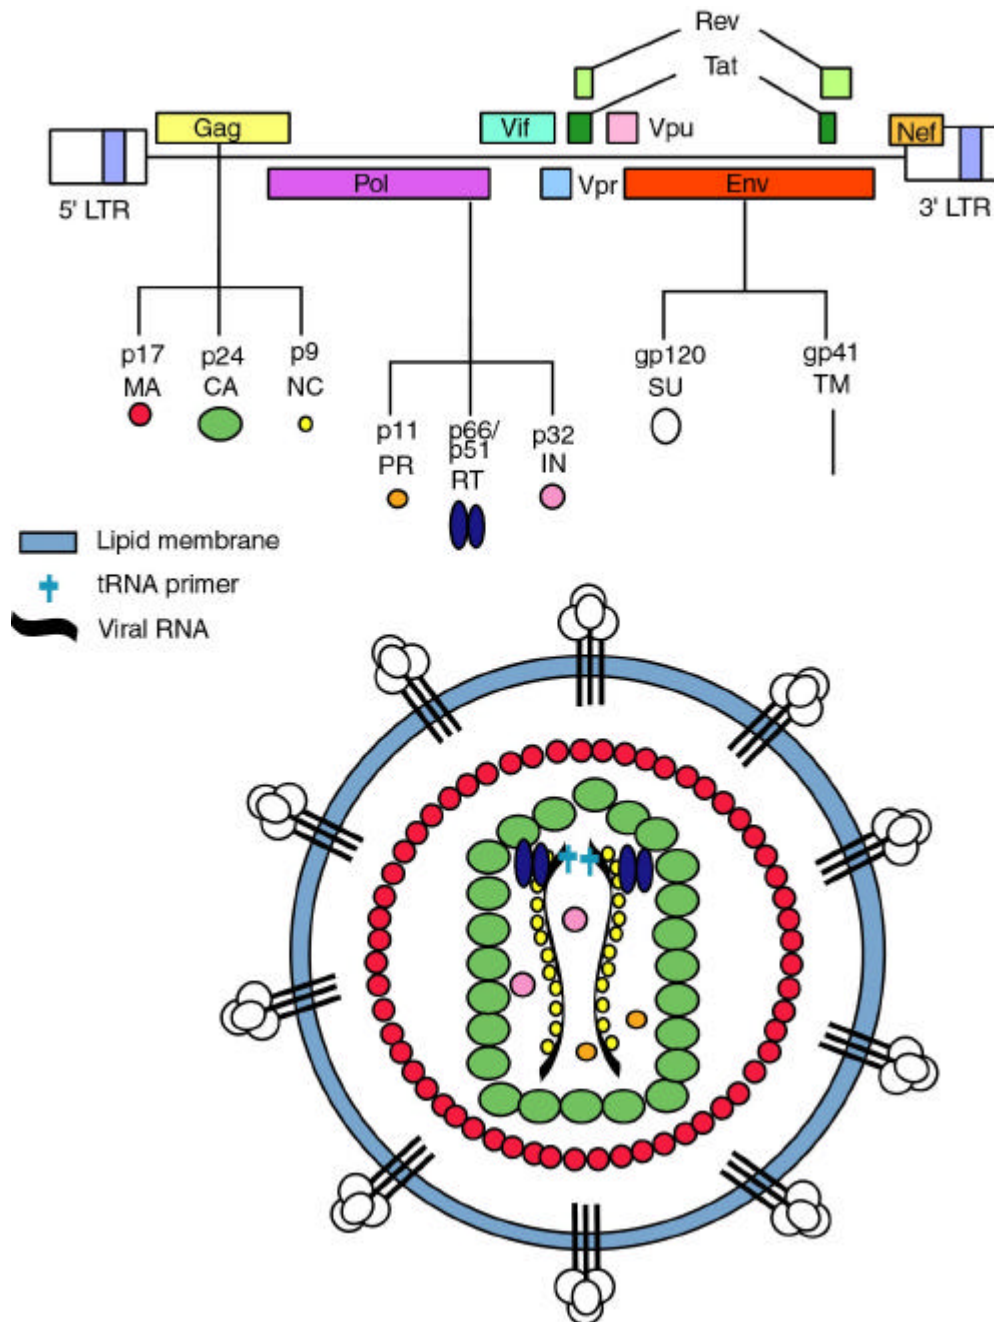 Rev
Tat
Gag
Vif
Vpu
Nef
Pol
Vpr
Env
5' LTR
3' LTR
p17
MA
p24
CA
p9
NC
p11
PR
p66/
p51
RT
p32
IN
gp120
SU
gp41
TM
Lipid membrane
tRNA primer
Viral RNA